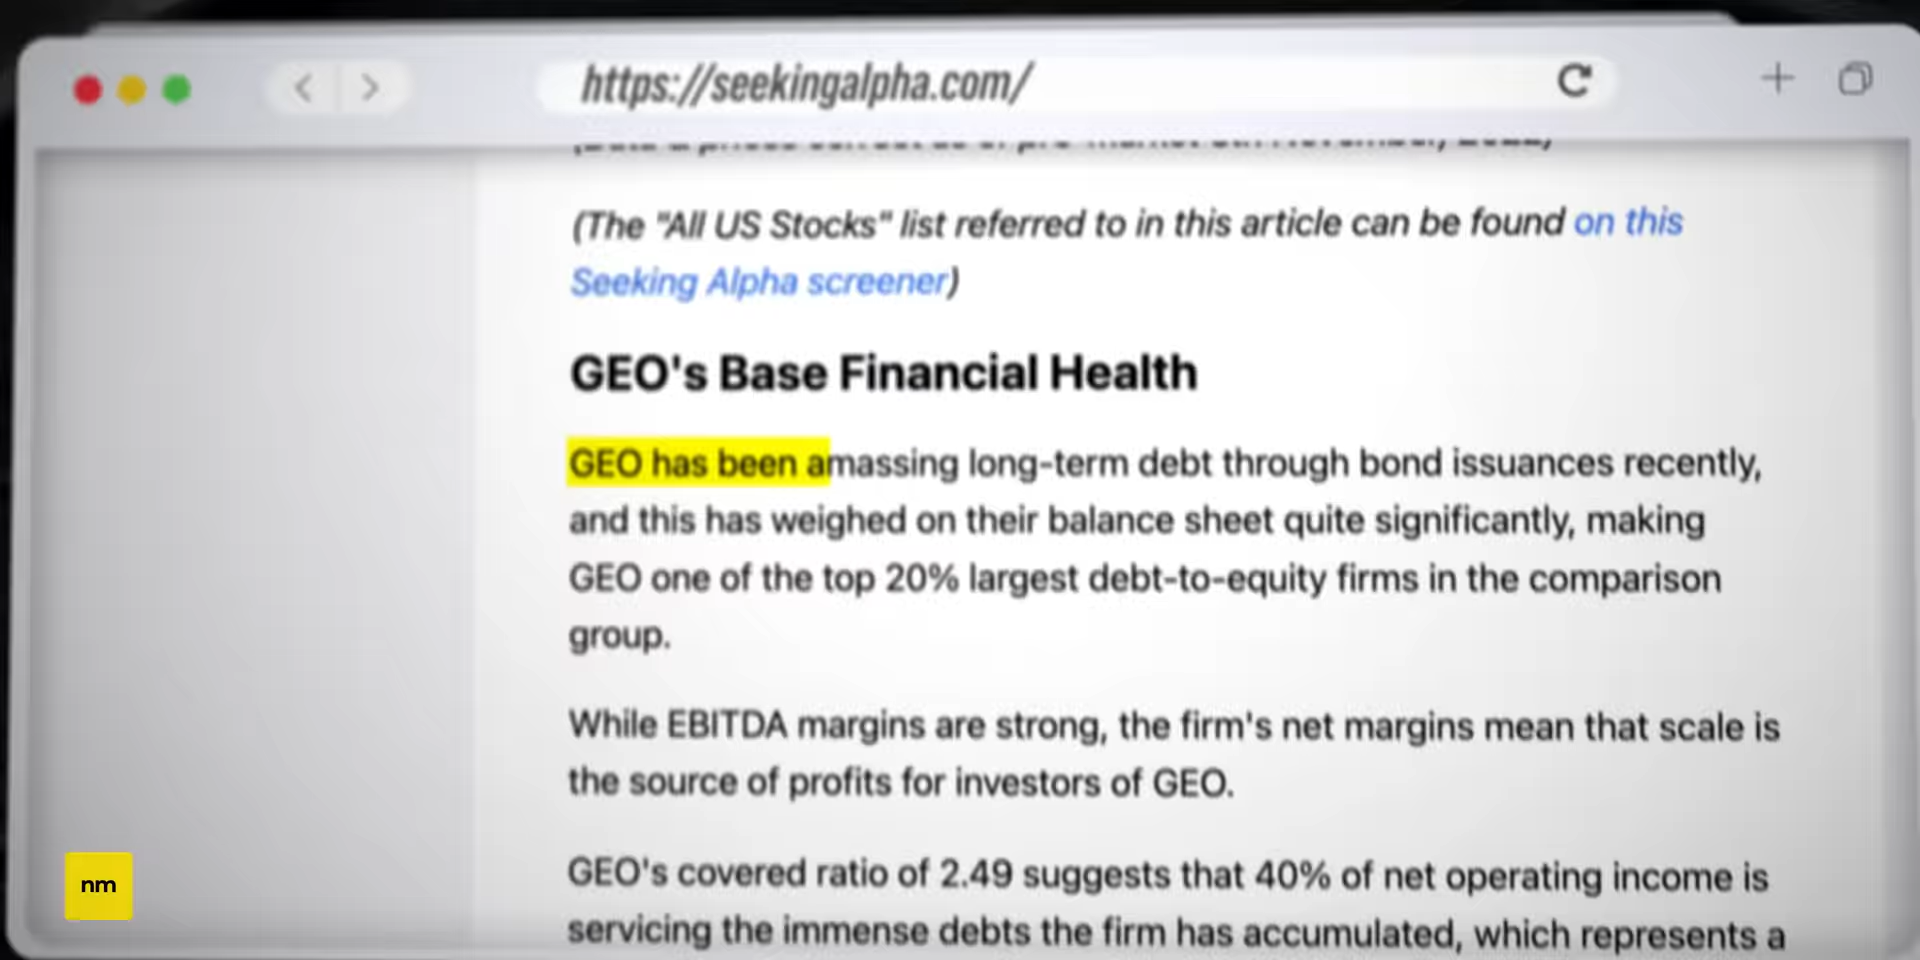 https://seekingalpha.com/
(The "All US Stocks" list referred to in this article can be found on this
Seeking Alpha screener)
GEO's Base Financial Health
GEO has been amassing long-term debt through bond issuances recently,
and this has weighed on their balance sheet quite significantly, making
GEO one of the top 20% largest debt-to-equity firms in the comparison
group.
While EBITDA margins are strong, the firm's net margins mean that scale is
the source of profits for investors of GEO.
GEO's covered ratio of 2.49 suggests that 40% of net operating income is
servicing the immense debts the firm has accumulated, which represents a
nm